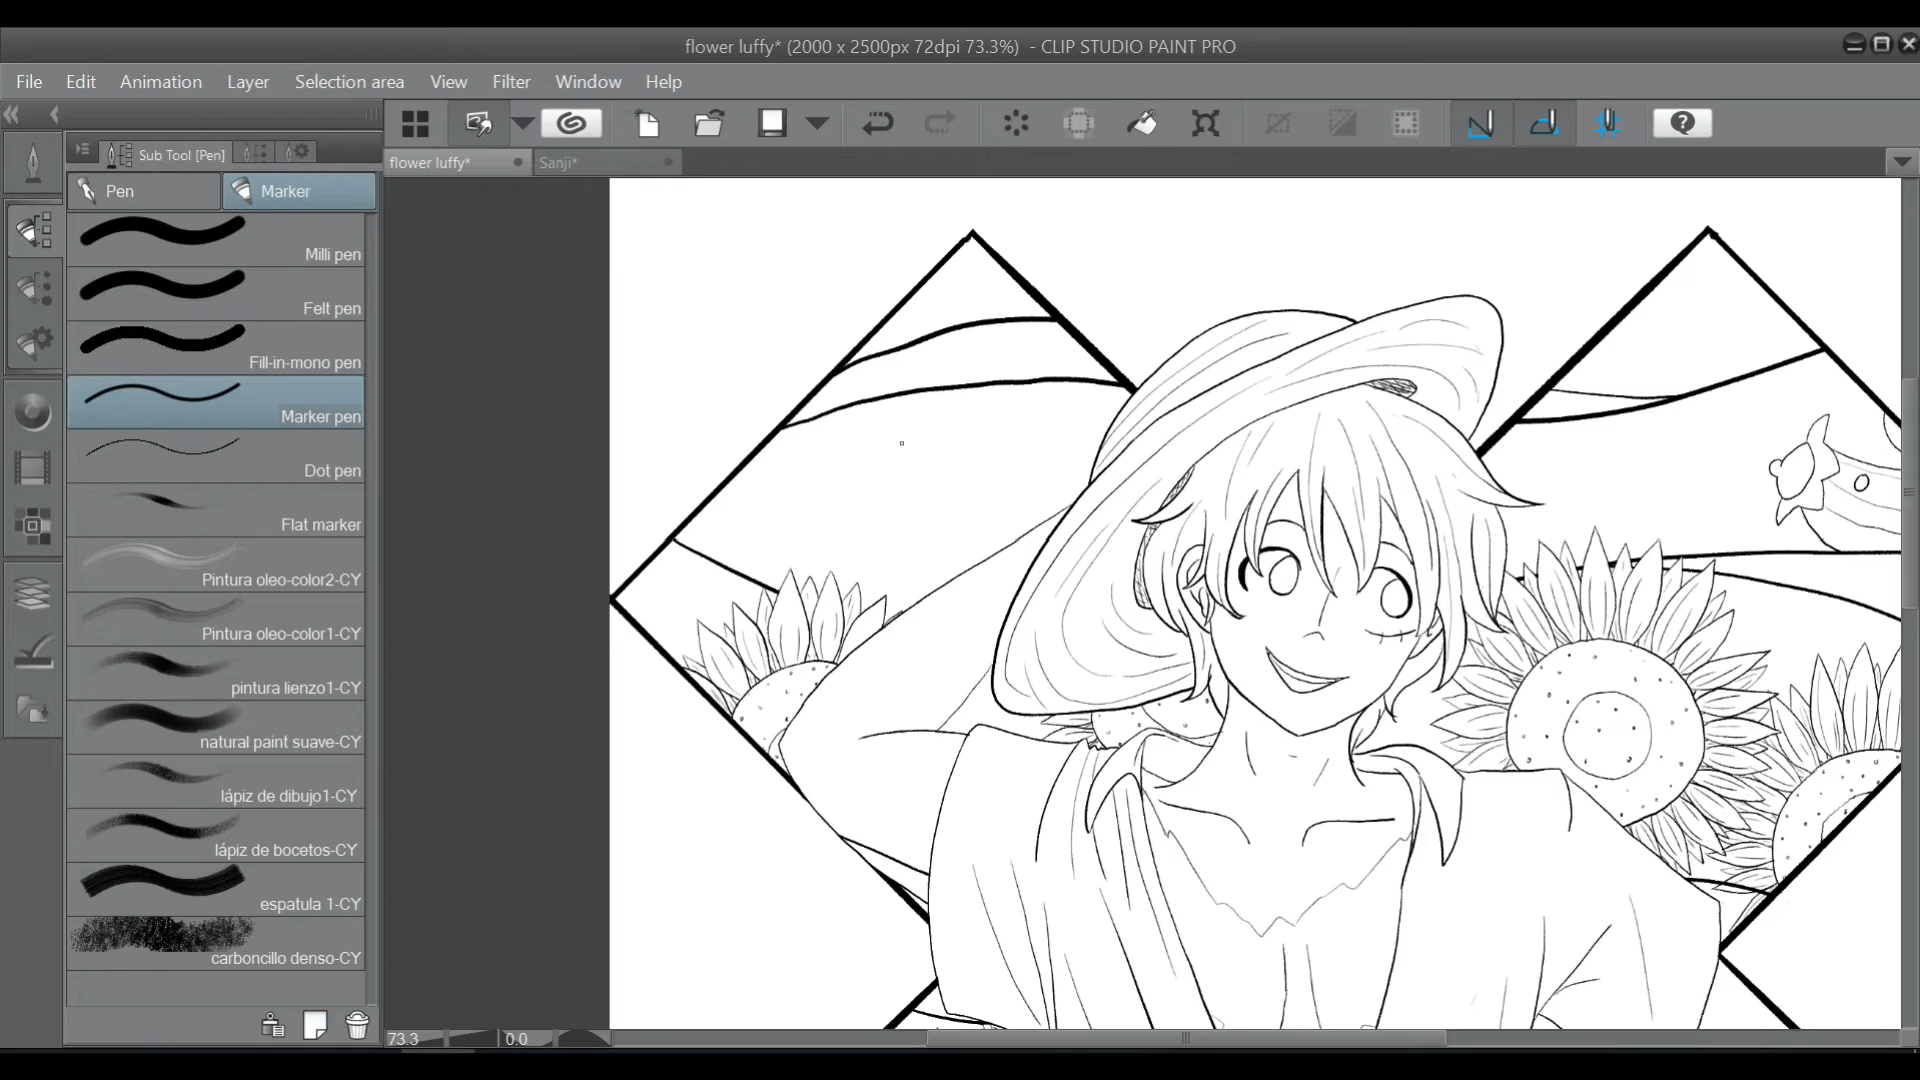 flower luffy* (2000 x 2500px 72dpi 73.3%) - CLIP STUDIO PAINT PRO
File Edit Animation Layer Selection area View Filter Window Help
Sub Tool [Pen]
flower luffy* Sanji*
Pen Marker
Milli pen
Felt pen
Fill-in-mono pen
Marker pen
Dot pen
Flat marker
Pintura oleo-color2-CY
Pintura oleo-color1-CY
pintura lienzo1-CY
natural paint suave-CY
lápiz de dibujo1-CY
lápiz de bocetos-CY
espatula 1-CY
carboncillo denso-CY
73.3 0.0